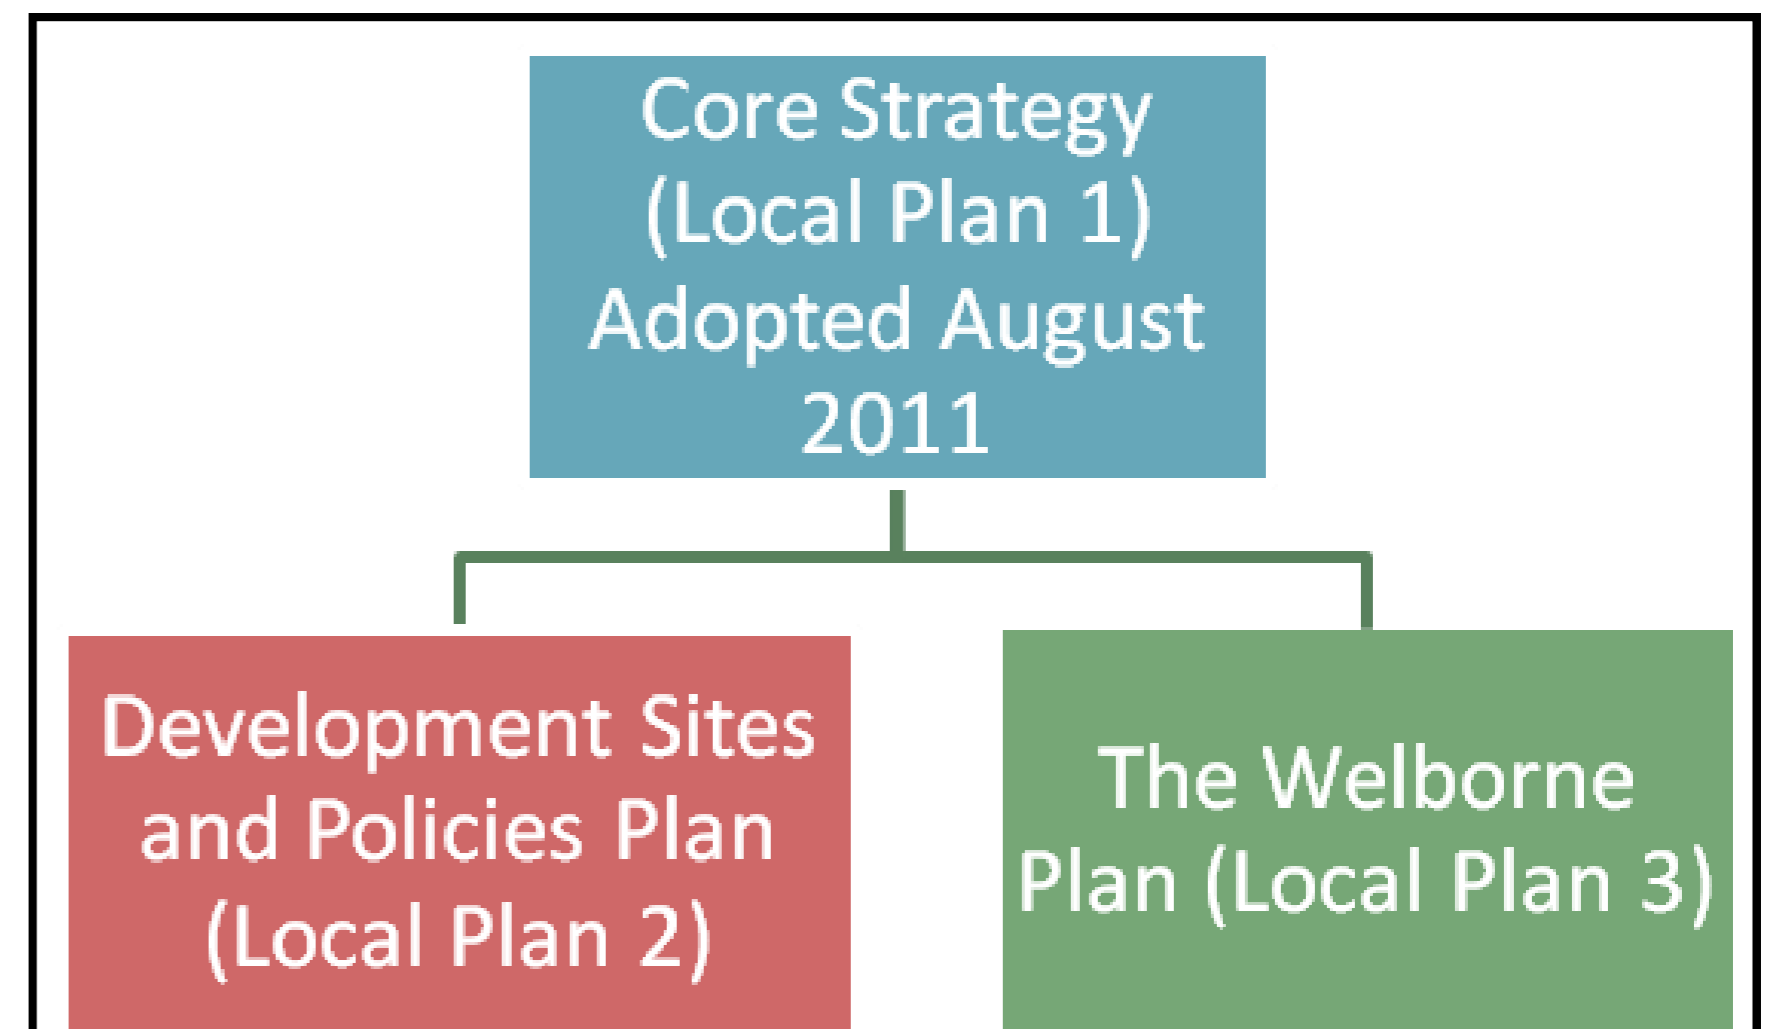 Core Strategy
(Local Plan 1)
Adopted August
2011
Development Sites
and Policies Plan
(Local Plan 2)
The Welborne
Plan (Local Plan 3)